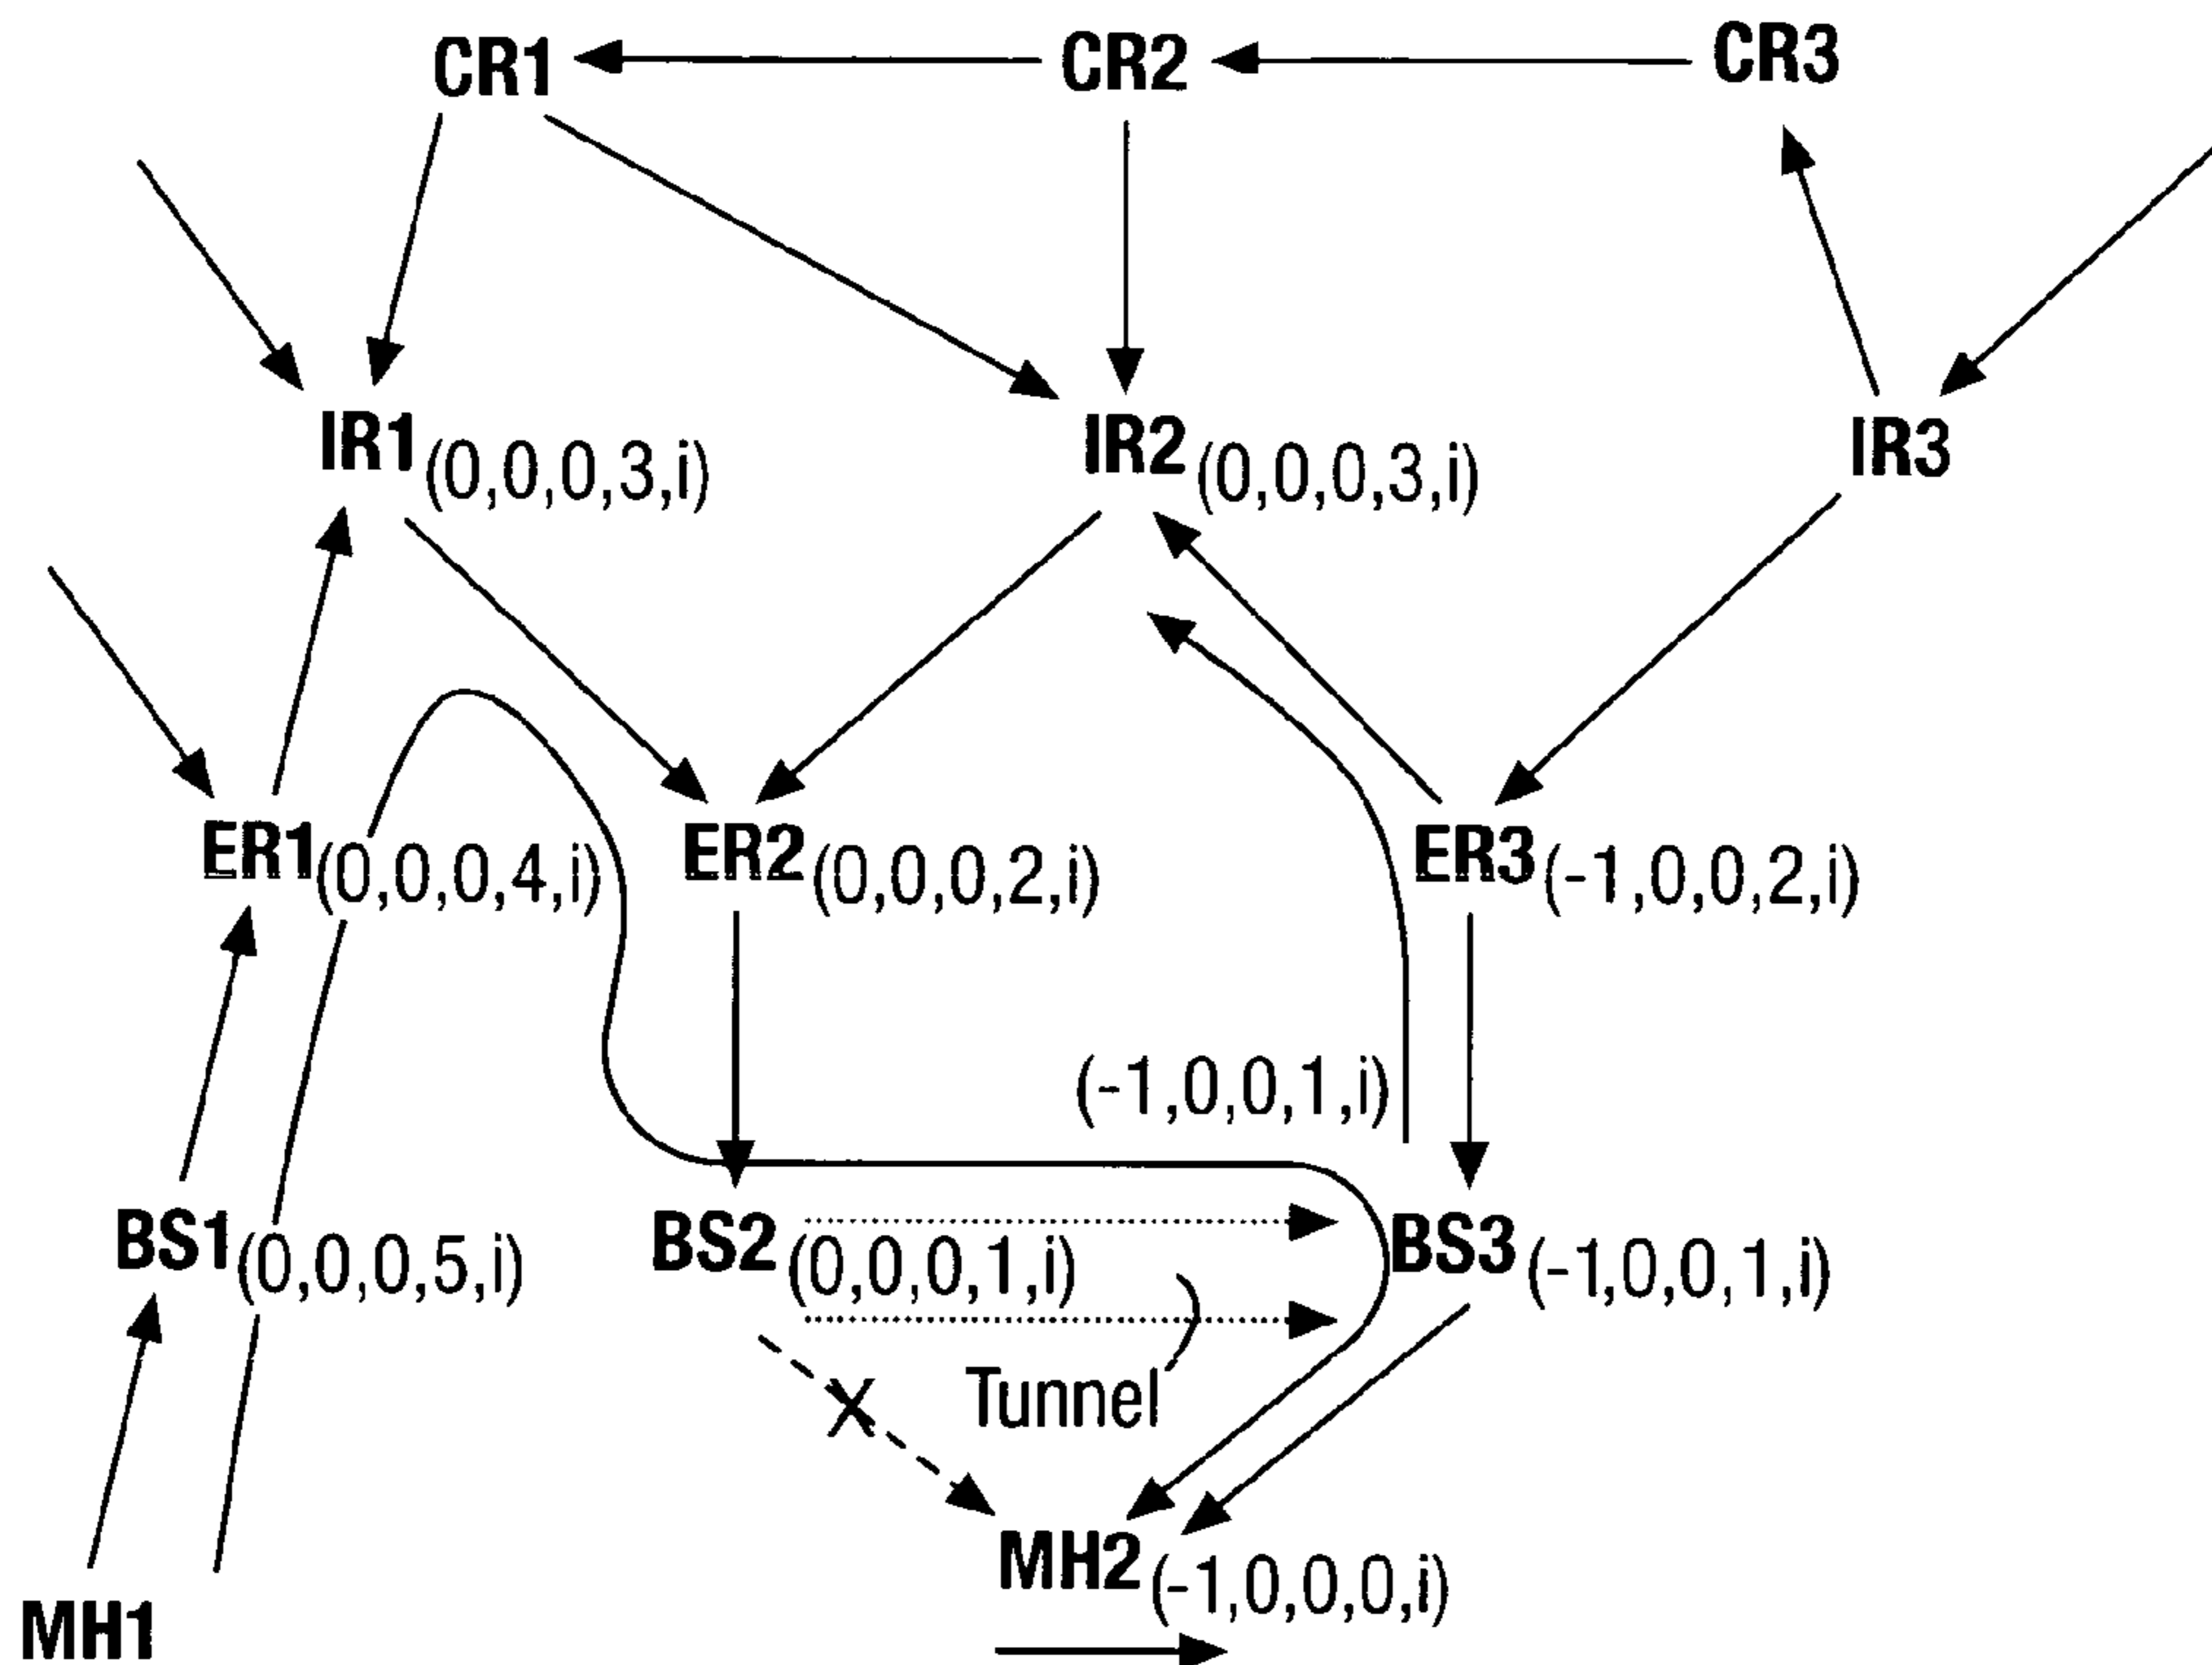 CR1 CR2 CR3
IR1(0,0,0,3,i) IR2(0,0,0,3,i) IR3
ER1(0,0,0,4,i) ER2(0,0,0,2,i) ER3(-1,0,0,2,i)
(-1,0,0,1,i)
BS1(0,0,0,5,i) BS2(0,0,0,1,i) BS3(-1,0,0,1,i)
X Tunnel
MH2(-1,0,0,0,i)
MH1